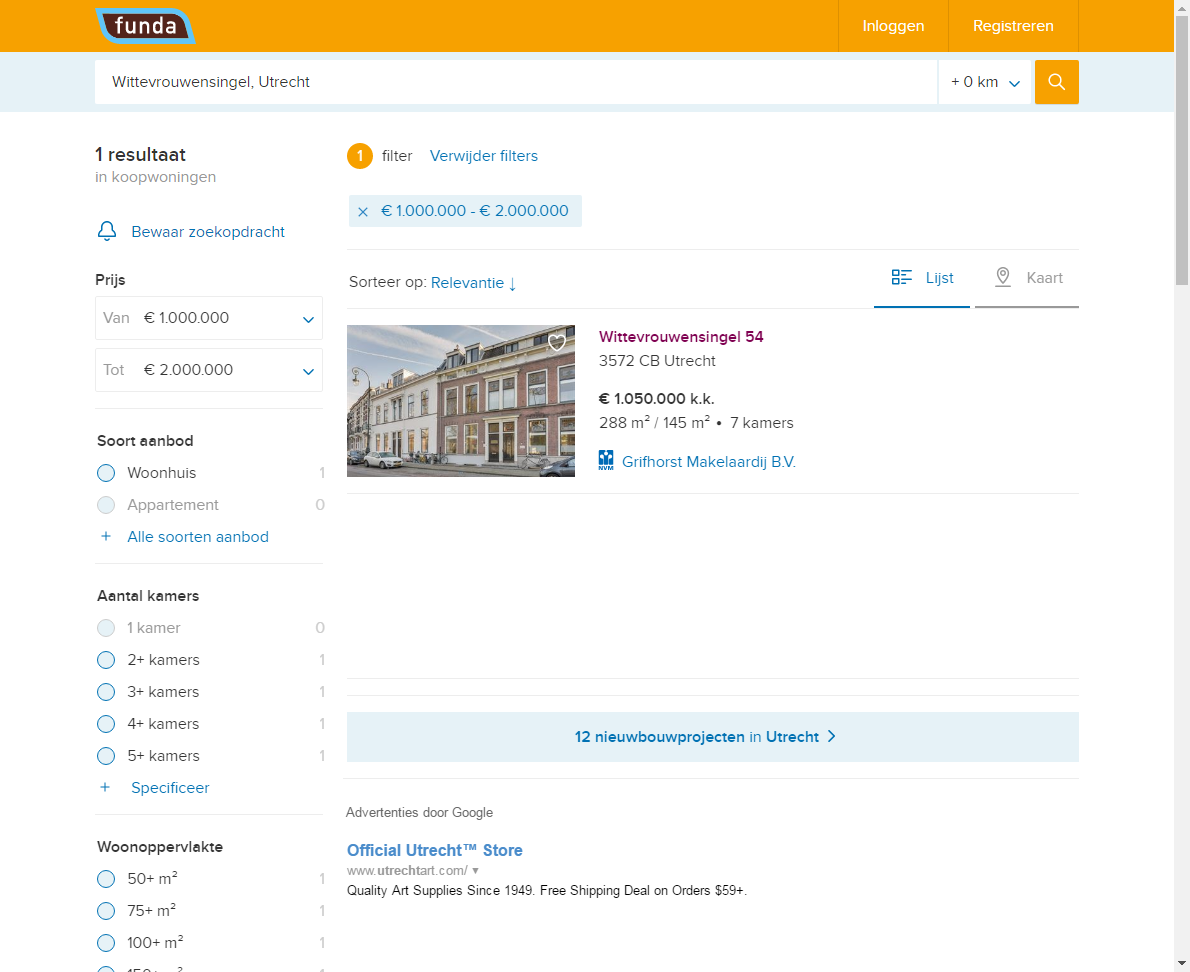 funda
Inloggen
Registreren
Wittevrouwensingel, Utrecht
+ 0 km
1 resultaat
in koopwoningen
Bewaar zoekopdracht
Prijs
Van € 1.000.000
Tot € 2.000.000
Soort aanbod
Woonhuis 1
Appartement 0
+ Alle soorten aanbod
Aantal kamers
1 kamer 0
2+ kamers 1
3+ kamers 1
4+ kamers 1
5+ kamers 1
+ Specificeer
Woonoppervlakte
50+ m² 1
75+ m² 1
100+ m² 1
1 filter Verwijder filters
× € 1.000.000 - € 2.000.000
Sorteer op: Relevantie ↓
Lijst
Kaart
Wittevrouwensingel 54
3572 CB Utrecht
€ 1.050.000 k.k.
288 m² / 145 m² • 7 kamers
NVM Grifhorst Makelaardij B.V.
12 nieuwbouwprojecten in Utrecht >
Advertenties door Google
Official Utrecht™ Store
www.utrechtart.com/ ▼
Quality Art Supplies Since 1949. Free Shipping Deal on Orders $59+.